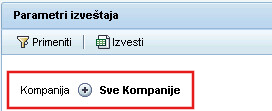 Parametri izveštaja
Primeniti Izvesti
Kompanija Sve Kompanije